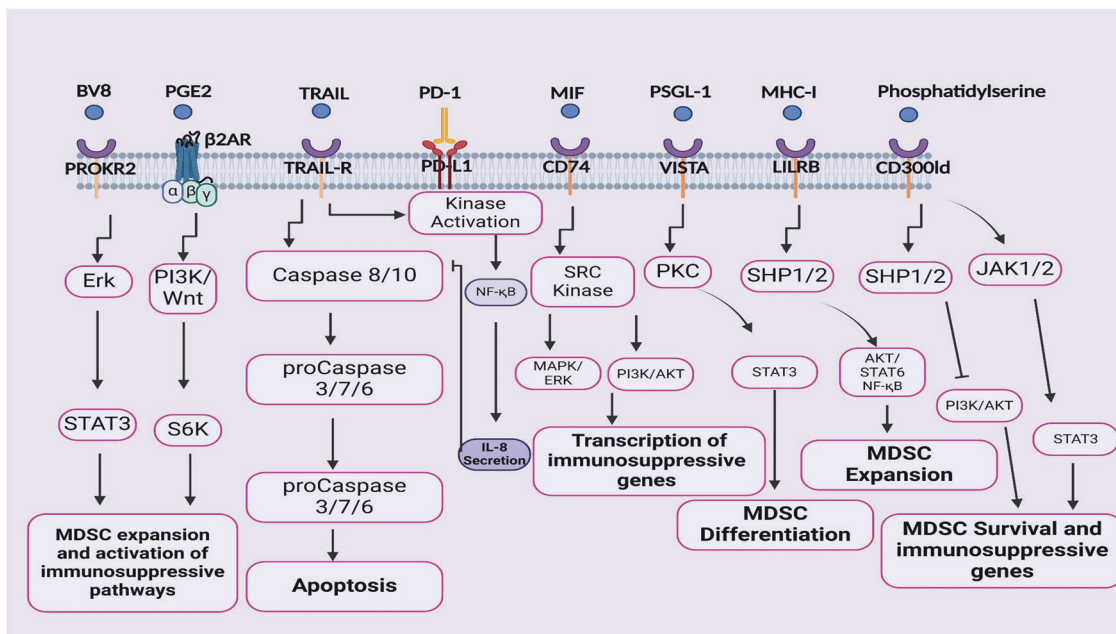 BV8
PGE2
TRAIL
PD-1
MIF
PSGL-1
MHC-I
Phosphatidylserine
β2AR
PROKR2
TRAIL-R
PD-L1
CD74
VISTA
LILRB
CD300ld
α
β
γ
Kinase
Activation
Erk
PI3K/
Wnt
Caspase 8/10
NF-κB
SRC
Kinase
PKC
SHP1/2
SHP1/2
JAK1/2
proCaspase
3/7/6
MAPK/
ERK
PI3K/AKT
STAT3
AKT/
STAT6
NF-κB
PI3K/AKT
STAT3
S6K
IL-8
Secretion
Transcription of
immunosuppressive
genes
MDSC
Expansion
STAT3
proCaspase
3/7/6
MDSC
Differentiation
MDSC Survival and
immunosuppressive
genes
MDSC expansion
and activation of
immunosuppressive
pathways
Apoptosis